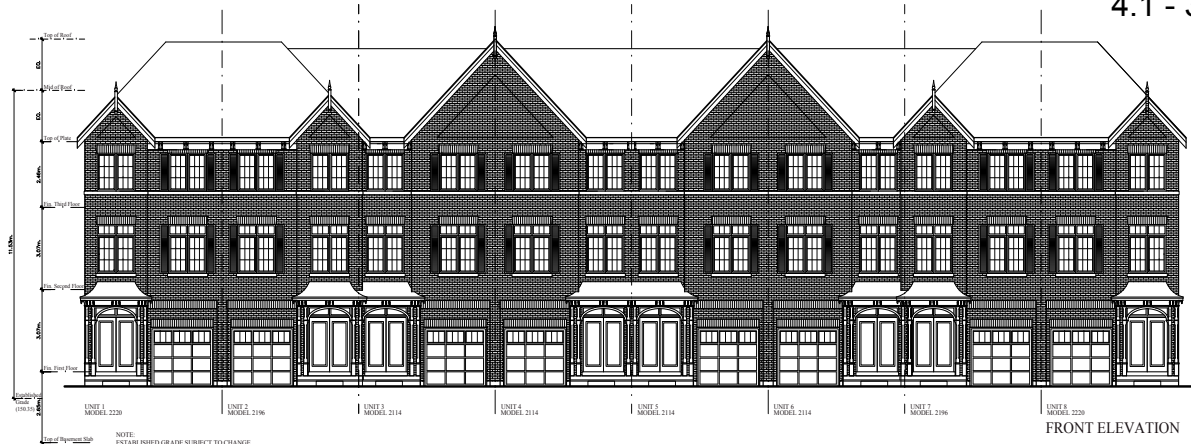 4.1 -
Top of Roof
EQ.
Mid of Roof
EQ.
Top of Plate
2.46m.
Fin. Third Floor
11.53m.
3.07m.
Fin. Second Floor
3.07m.
Fin. First Floor
Established
Grade
(150.35)
Top of Basement Slab
UNIT 1
MODEL 2220
UNIT 2
MODEL 2196
UNIT 3
MODEL 2114
UNIT 4
MODEL 2114
UNIT 5
MODEL 2114
UNIT 6
MODEL 2114
UNIT 7
MODEL 2196
UNIT 8
MODEL 2220
NOTE:
ESTABLISHED GRADE SUBJECT TO CHANGE
FRONT ELEVATION